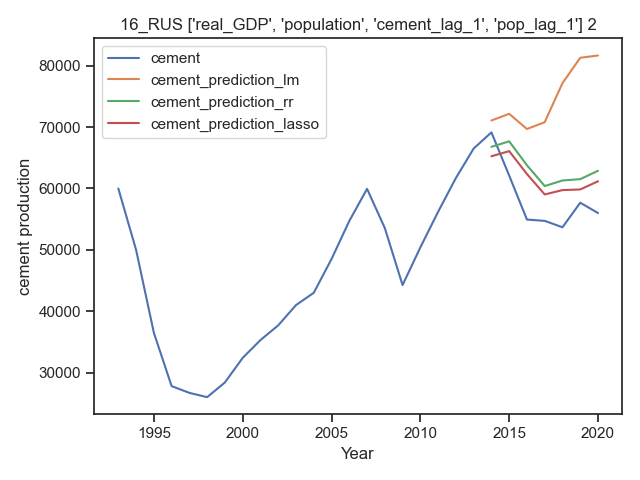 16_RUS ['real_GDP', 'population', 'cement_lag_1', 'pop_lag_1'] 2
cement
cement_prediction_lm
cement_prediction_rr
cement_prediction_lasso
cement production
80000
70000
60000
50000
40000
30000
1995 2000 2005 2010 2015 2020
Year